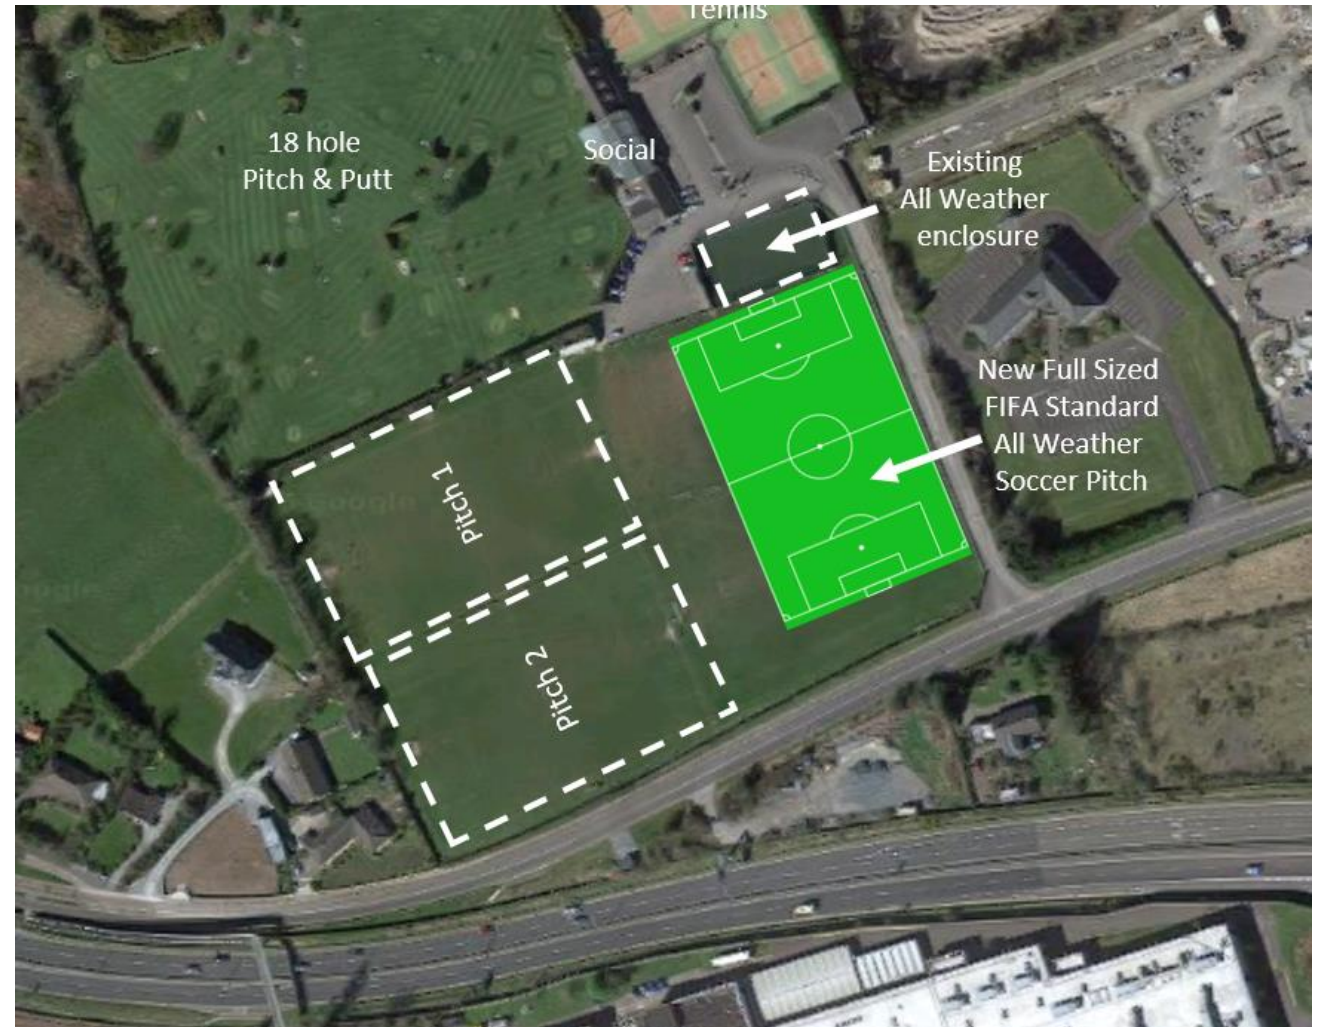 Tennis
18 hole
Pitch & Putt
Social
Existing
All Weather
enclosure
New Full Sized
FIFA Standard
All Weather
Soccer Pitch
Pitch 1
Pitch 2